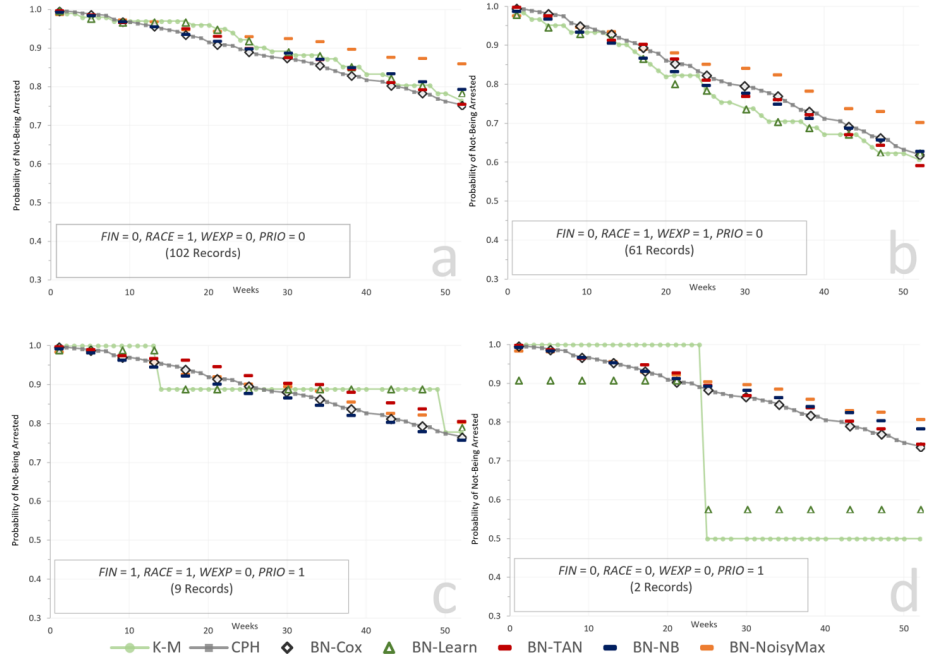 1.0
0.9
0.8
0.7
0.6
0.5
0.4
0.3
Probability of Not-Being Arrested
0 10 20 30 40 50
Weeks
FIN = 0, RACE = 1, WEXP = 0, PRIO = 0
(102 Records)
a
1.0
0.9
0.8
0.7
0.6
0.5
0.4
0.3
Probability of Not-Being Arrested
0 10 20 30 40 50
Weeks
FIN = 0, RACE = 1, WEXP = 1, PRIO = 0
(61 Records)
b
1.0
0.9
0.8
0.7
0.6
0.5
0.4
0.3
Probability of Not-Being Arrested
0 10 20 30 40 50
Weeks
FIN = 1, RACE = 1, WEXP = 0, PRIO = 1
(9 Records)
c
1.0
0.9
0.8
0.7
0.6
0.5
0.4
0.3
Probability of Not-Being Arrested
0 10 20 30 40 50
Weeks
FIN = 0, RACE = 0, WEXP = 0, PRIO = 1
(2 Records)
d
K-M CPH BN-Cox BN-Learn BN-TAN BN-NB BN-NoisyMax